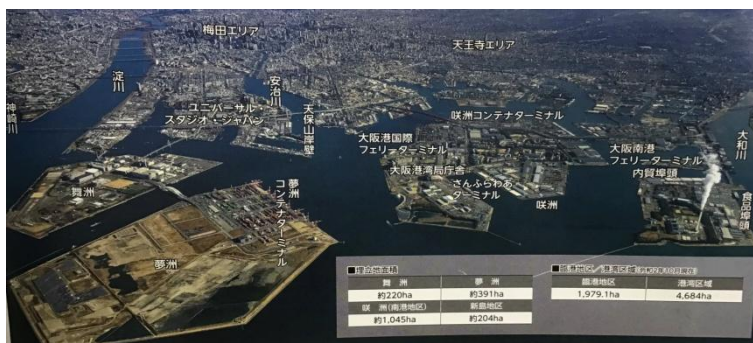 梅田エリア
天王寺エリア
淀川
安治川
神崎川
ユニバーサル・
スタジオ・ジャパン
天保山岸壁
咲洲コンテナターミナル
大和川
大阪港国際
フェリーターミナル
大阪南港
フェリーターミナル
内貿埠頭
大阪港湾局庁舎
さんふらわあ
ターミナル
咲洲
食品埠頭
舞洲
夢洲
コンテナターミナル
夢洲
■埋立地面積
舞洲 夢洲
約220ha 約391ha
咲洲(南港地区) 新島地区
約1,045ha 約204ha
■臨港地区・港湾区域
臨港地区 港湾区域
1,979.1ha 4,684ha